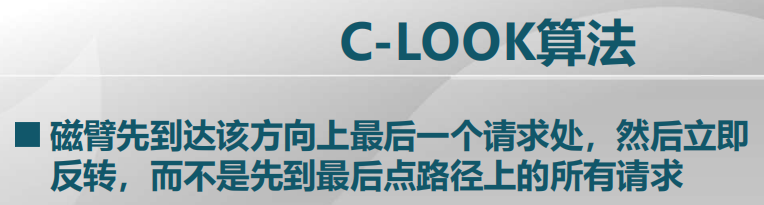 C-LOOK算法
磁臂先到达该方向上最后一个请求处，然后立即
反转，而不是先到最后点路径上的所有请求